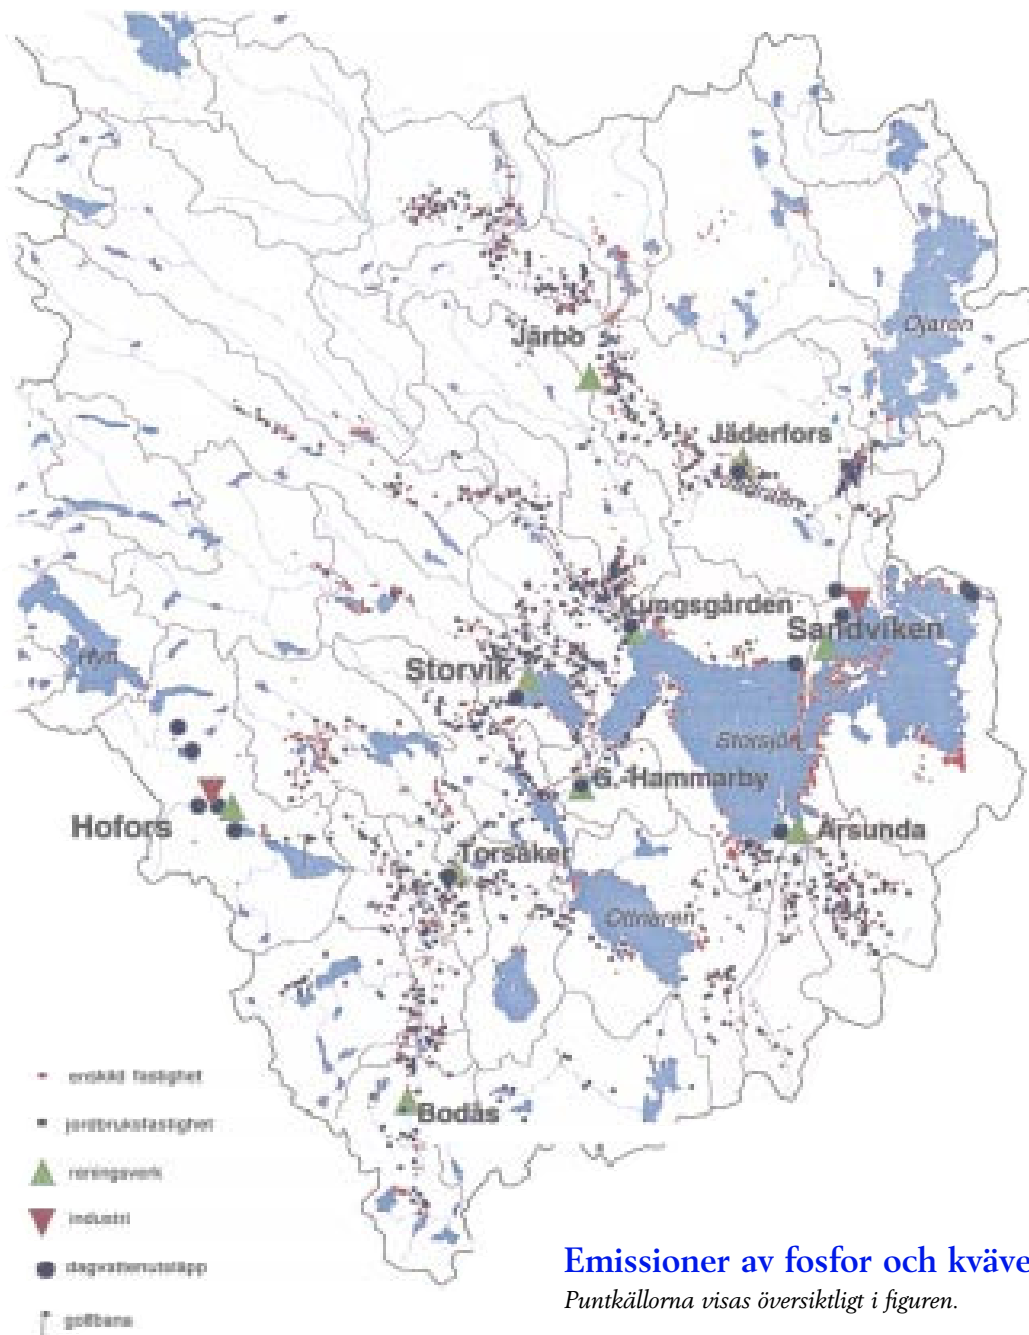 Öjaren
Järbo
Jäderfors
Kungsgården
Sandviken
Hyn
Storvik
Storsjön
G. Hammarby
Hofors
Årsunda
Torsåker
Ottnaren
enskild fastighet
jordbruksfastighet
Bodås
reningsverk
industri
dagvattenutsläpp
golfbana
Emissioner av fosfor och kväve
Puntkällorna visas översiktligt i figuren.